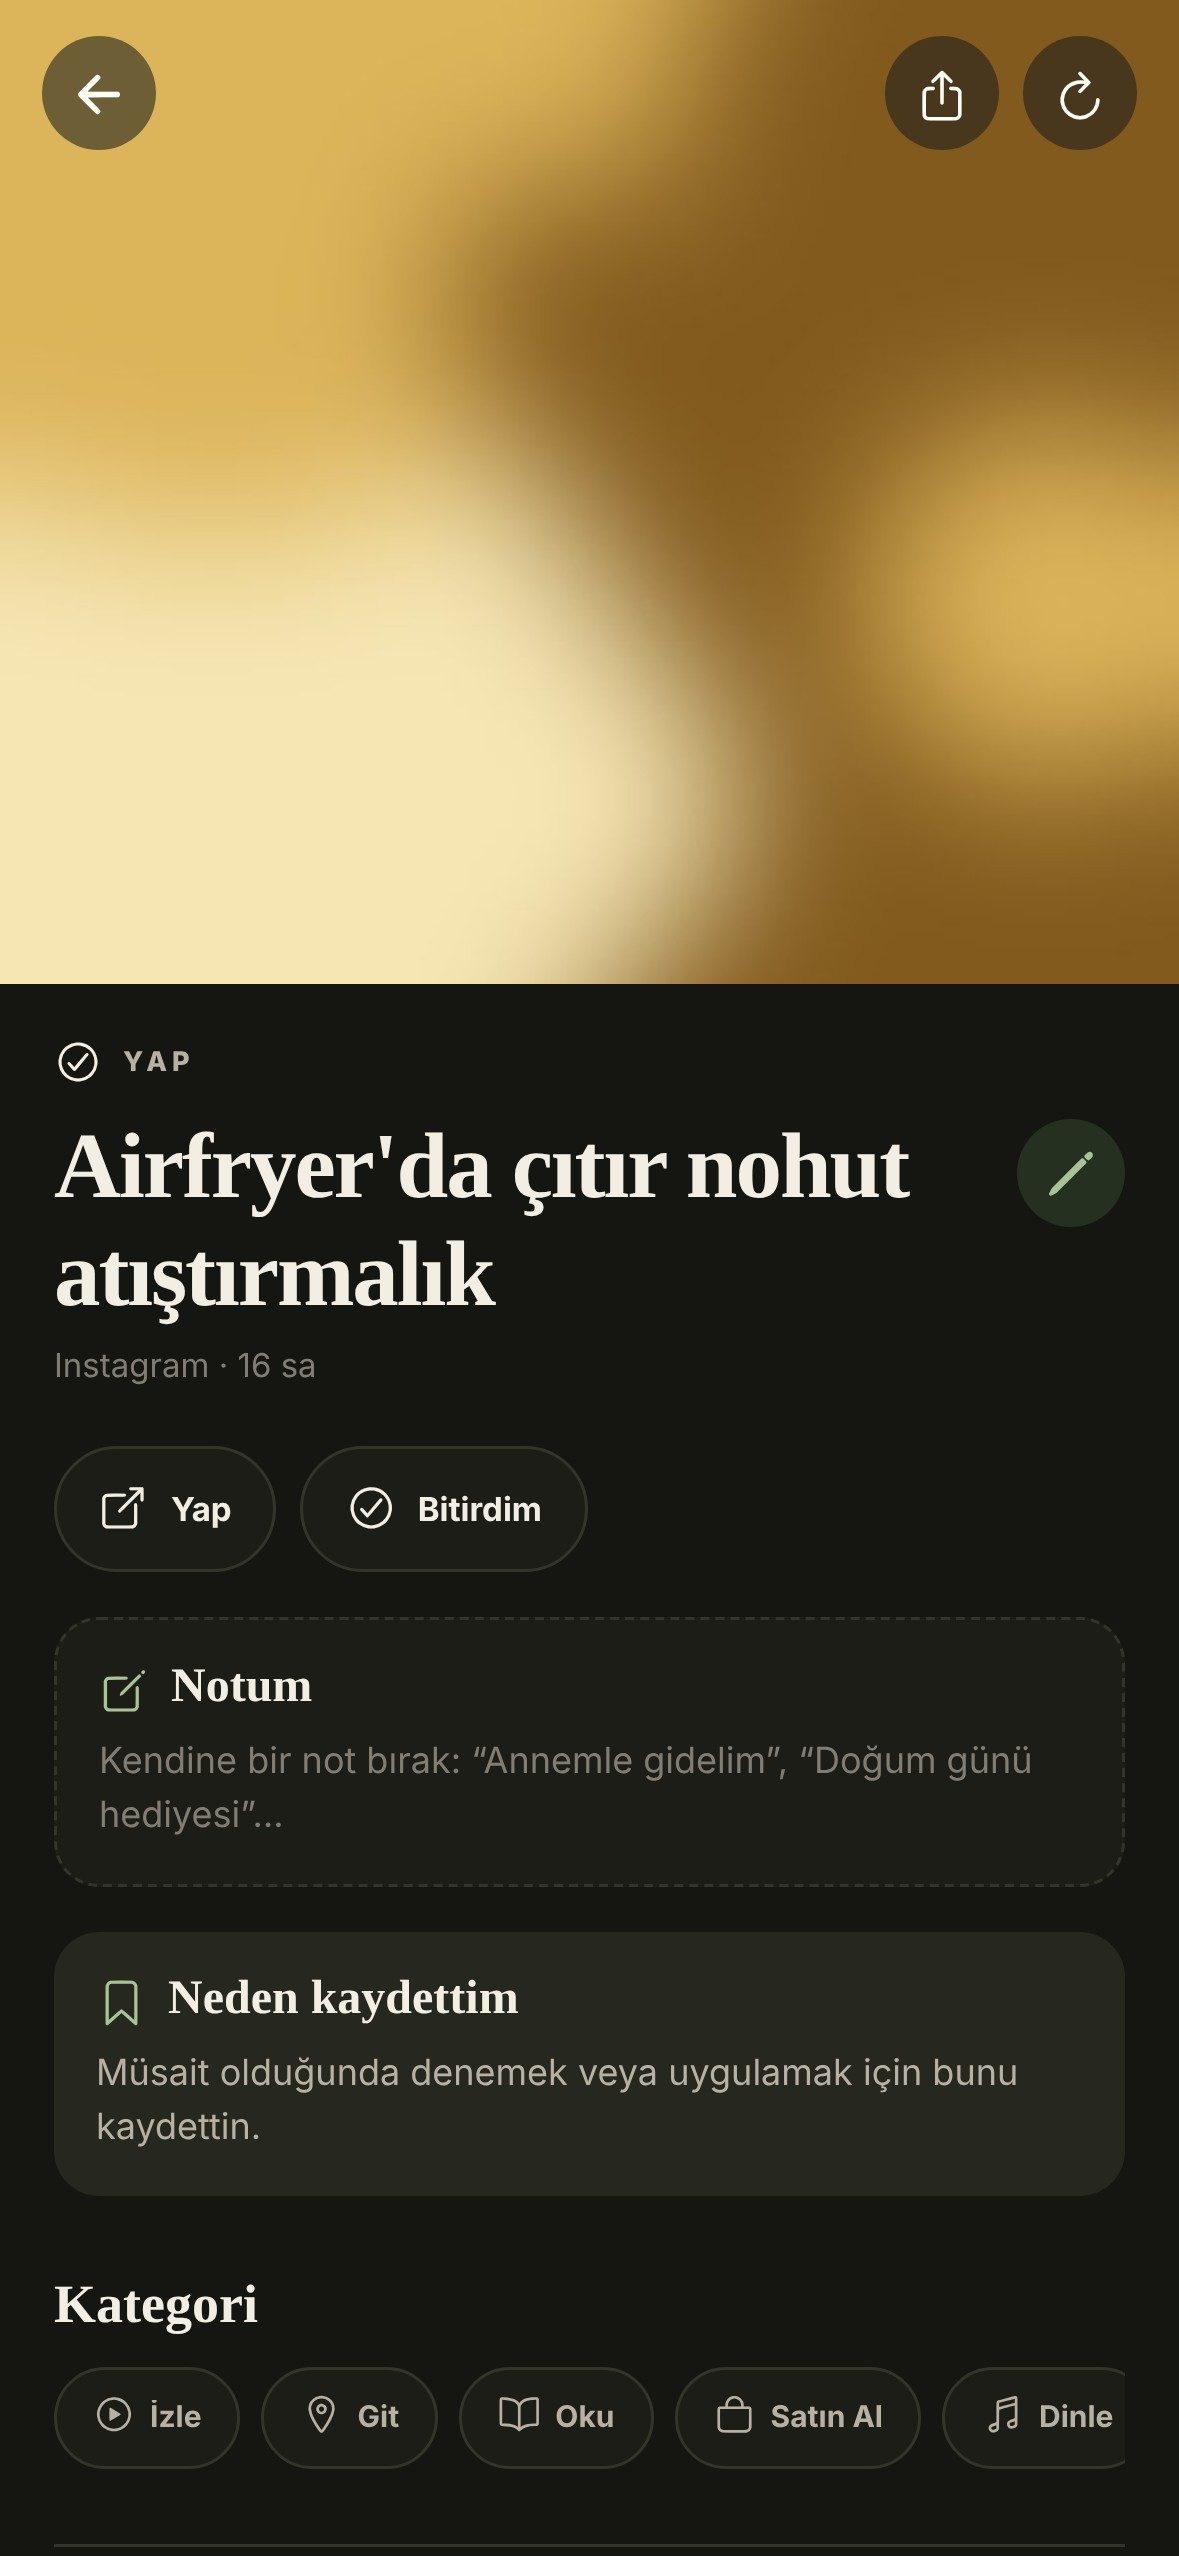 YAP
Airfryer'da çıtır nohut
atıştırmalık
Instagram · 16 sa
Yap
Bitirdim
Notum
Kendine bir not bırak: “Annemle gidelim”, “Doğum günü
hediyesi”...
Neden kaydettim
Müsait olduğunda denemek veya uygulamak için bunu
kaydettin.
Kategori
İzle Git Oku Satın Al Dinle